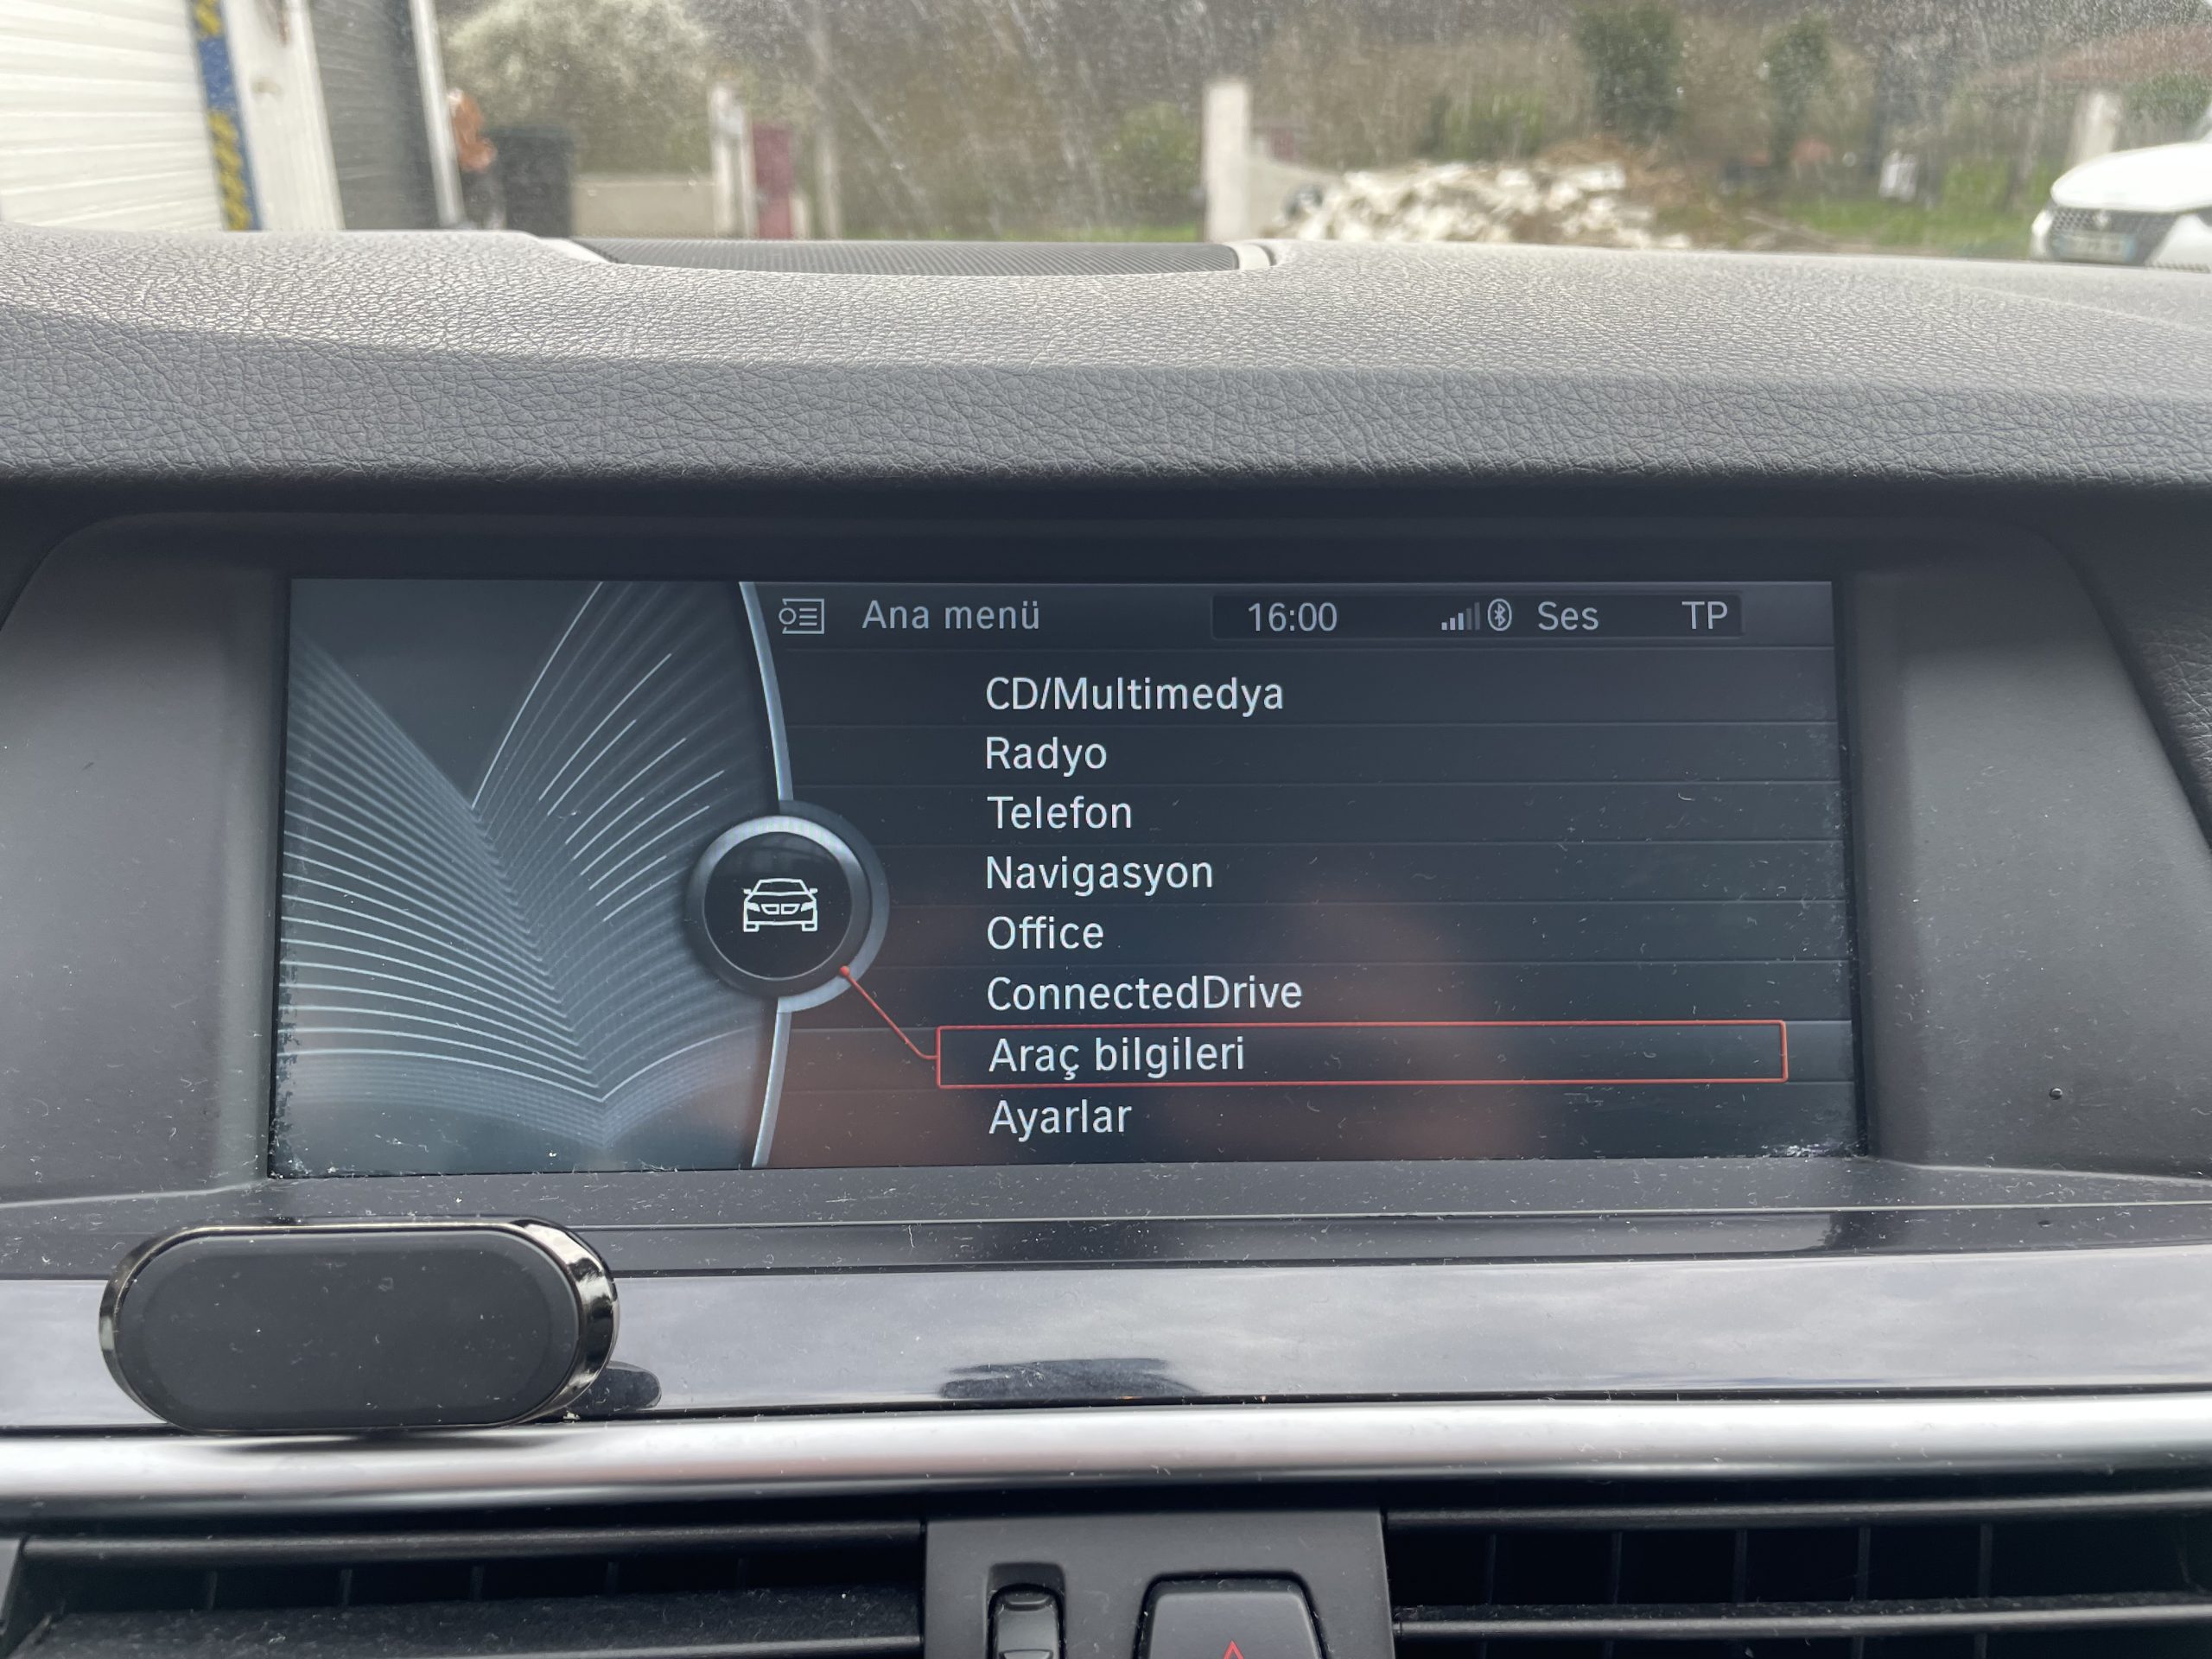 Ana menü 16:00 Ses TP
CD/Multimedya
Radyo
Telefon
Navigasyon
Office
ConnectedDrive
Araç bilgileri
Ayarlar